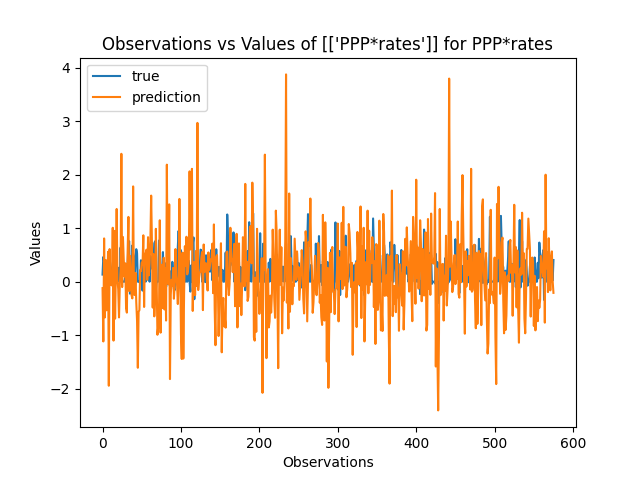 Observations vs Values of [['PPP*rates']] for PPP*rates
true
prediction
4
3
2
1
0
−1
−2
Values
0 100 200 300 400 500 600
Observations